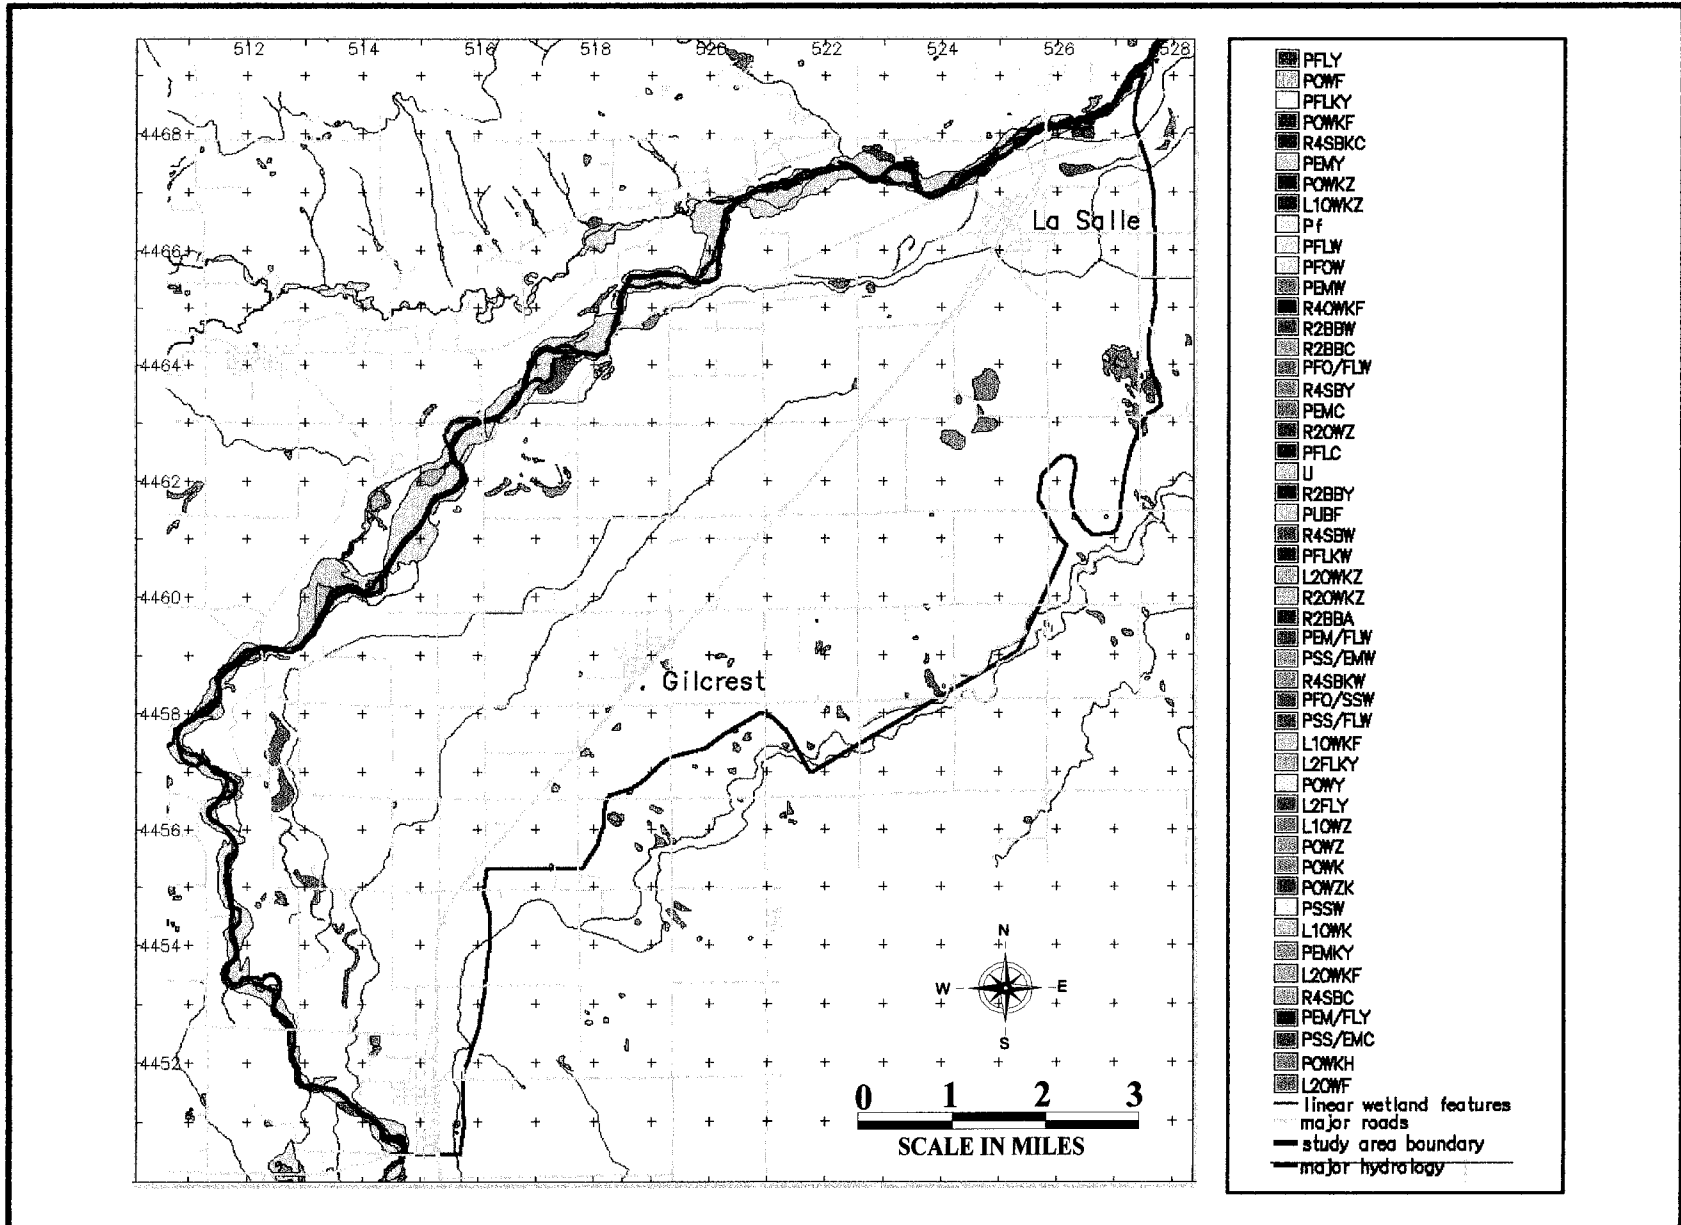 512 514 516 518 520 522 524 526 528
4468
4466
4464
4462
4460
4458
4456
4454
4452
La Salle
Gilcrest
N
W E
S
0 1 2 3
SCALE IN MILES
PFLY
POWF
PFLKY
POWKF
R4SBKC
PEMY
POWKZ
L1OWKZ
Pf
PFLW
PFOW
PEMW
R4OWKF
R2BBW
R2BBC
PFO/FLW
R4SBY
PEMC
R2OWZ
PFLC
U
R2BBY
PUBF
R4SBW
PFLKW
L2OWKZ
R2OWKZ
R2BBA
PEM/FLW
PSS/EMW
R4SBKW
PFO/SSW
PSS/FLW
L1OWKF
L2FLKY
POWY
L2FLY
L1OWZ
POWZ
POWK
POWZK
PSSW
L1OWK
PEMKY
L2OWKF
R4SBC
PEM/FLY
PSS/EMC
POWKH
L2OWF
linear wetland features
major roads
study area boundary
major hydrology